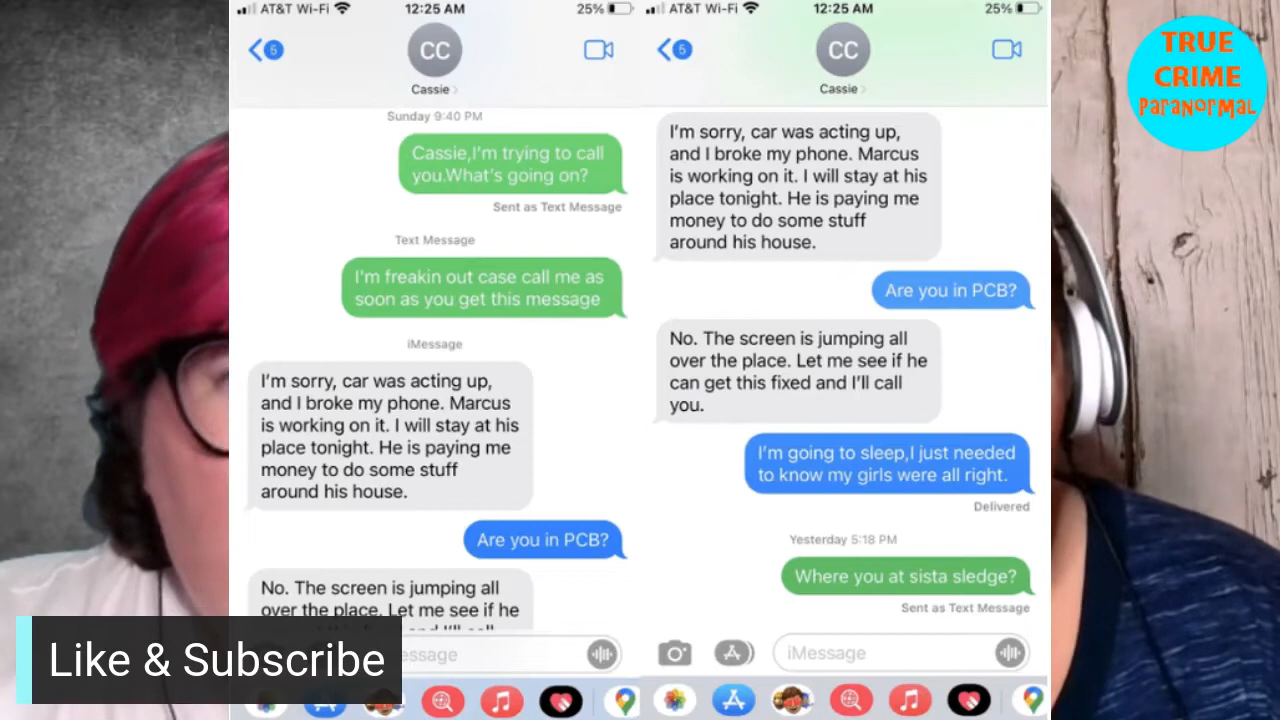 AT&T Wi-Fi 12:25 AM 25%
5
CC
Cassie
Sunday 9:40 PM
Cassie,I'm trying to call
you.What's going on?
Sent as Text Message
Text Message
I'm freakin out case call me as
soon as you get this message
iMessage
I'm sorry, car was acting up,
and I broke my phone. Marcus
is working on it. I will stay at his
place tonight. He is paying me
money to do some stuff
around his house.
Are you in PCB?
No. The screen is jumping all
over the place. Let me see if he
essage
AT&T Wi-Fi 12:25 AM 25%
5
CC
Cassie
I'm sorry, car was acting up,
and I broke my phone. Marcus
is working on it. I will stay at his
place tonight. He is paying me
money to do some stuff
around his house.
Are you in PCB?
No. The screen is jumping all
over the place. Let me see if he
can get this fixed and I'll call
you.
I'm going to sleep,I just needed
to know my girls were all right.
Delivered
Yesterday 5:18 PM
Where you at sista sledge?
Sent as Text Message
iMessage
TRUE
CRIME
PARANORMAL
Like & Subscribe